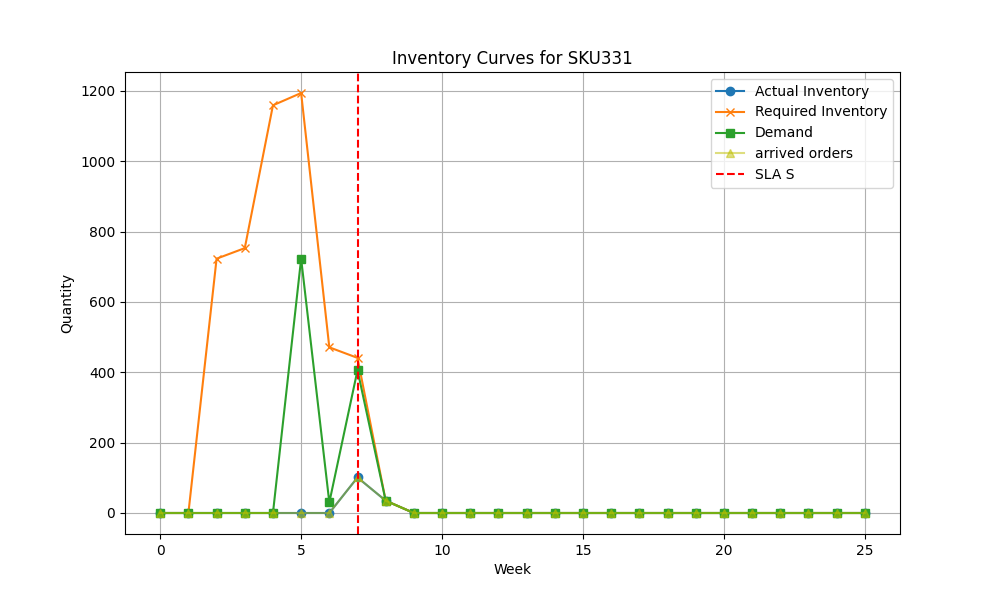 Inventory Curves for SKU331
Actual Inventory
Required Inventory
Demand
arrived orders
SLA S
1200
1000
800
600
400
200
0
Quantity
0 5 10 15 20 25
Week